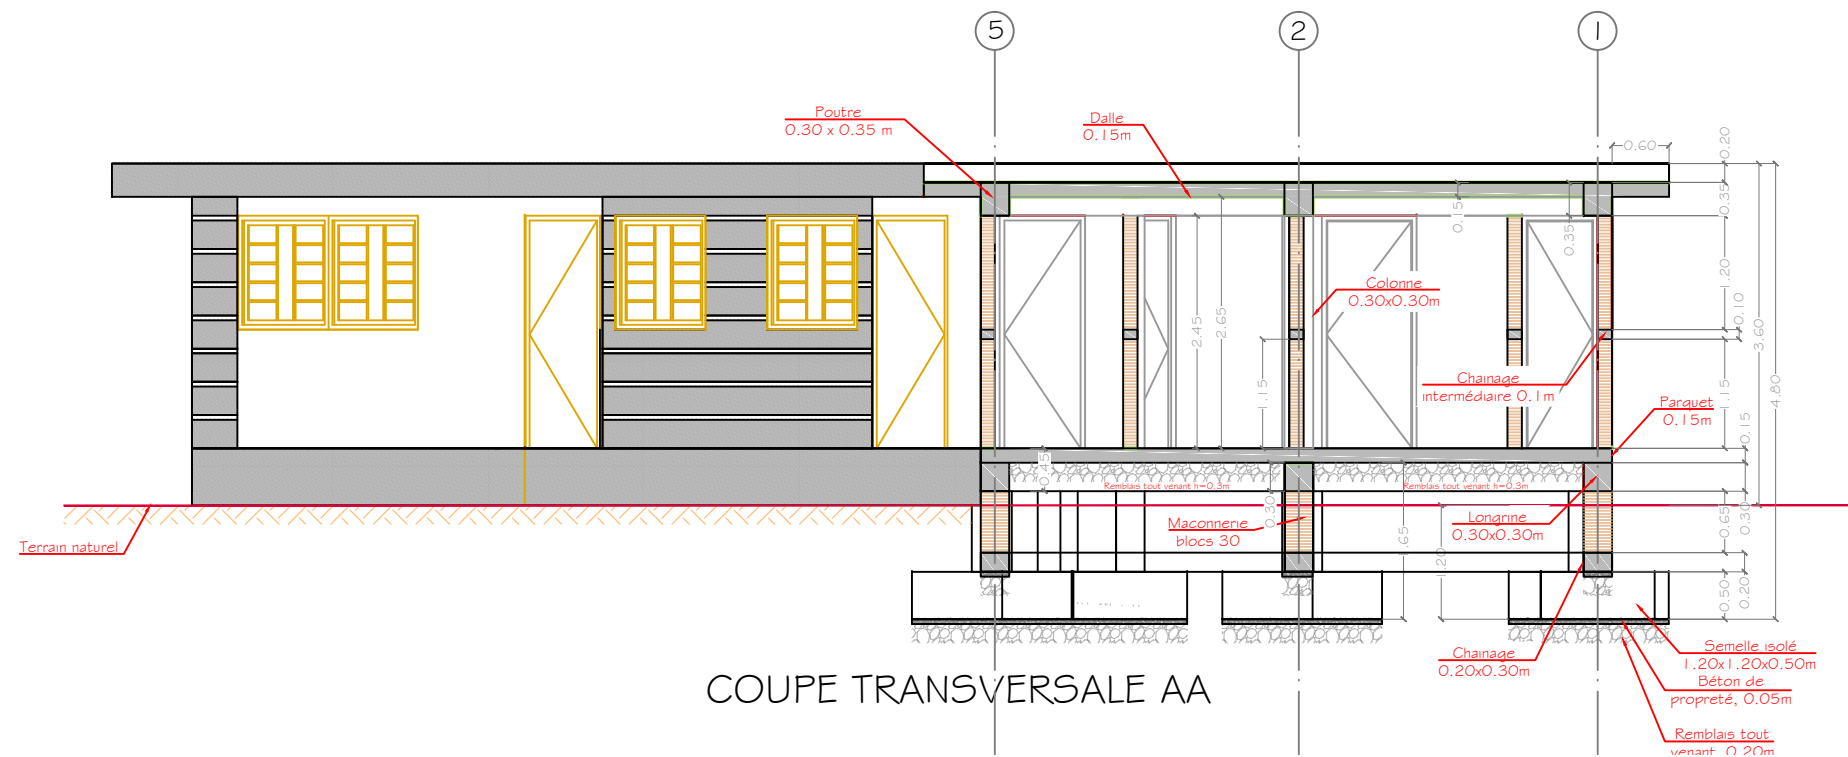 5
2
1
Poutre
0.30 x 0.35 m
Dalle
0.15m
0.60
0.20
0.35
0.15
0.35
1.20
0.10
3.60
4.80
Colonne
0.30x0.30m
2.45
2.65
1.15
1.15
Chainage
intermédiaire 0.1m
Parquet
0.15m
0.15
0.45
Remblais tout venant h=0.3m
Remblais tout venant h=0.3m
0.30
Maconnerie
blocs 30
Longrine
0.30x0.30m
0.65
0.30
.65
1.20
Terrain naturel
0.50
0.20
Chainage
0.20x0.30m
Semelle isolé
1.20x1.20x0.50m
Béton de
propreté, 0.05m
Remblais tout
venant, 0.20m
COUPE TRANSVERSALE AA